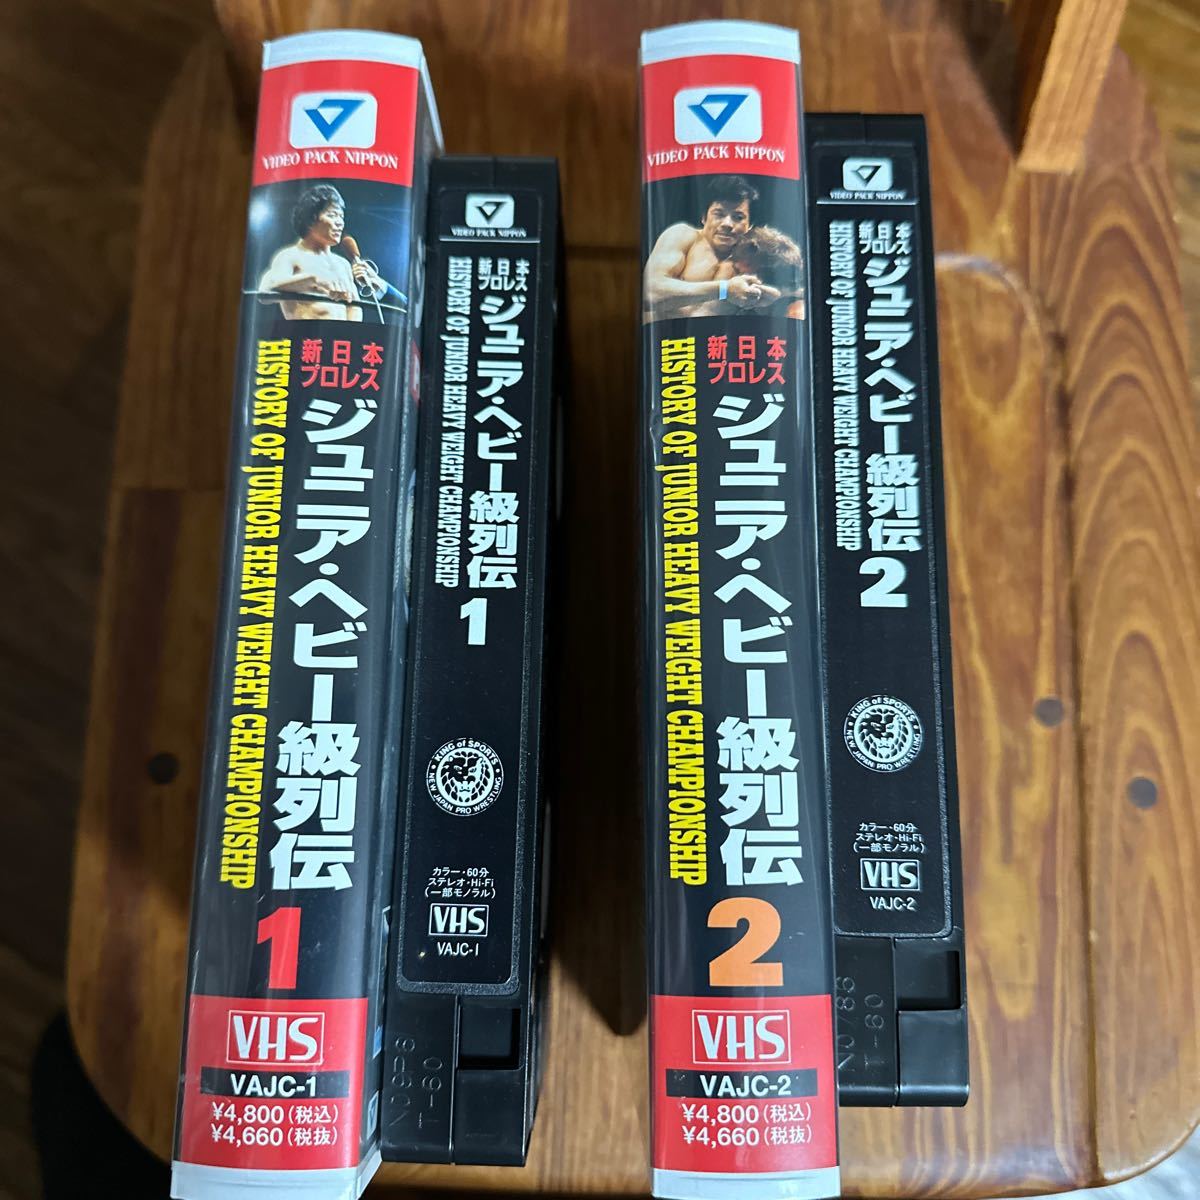 VIDEO PACK NIPPON
新日本
プロレス
ジュニア・ヘビー級列伝
HISTORY OF JUNIOR HEAVY WEIGHT CHAMPIONSHIP
1
VHS
VAJC-1
¥4,800(税込)
¥4,660(税抜)
VIDEO PACK NIPPON
新日本
プロレス
ジュニア・ヘビー級列伝
HISTORY OF JUNIOR HEAVY WEIGHT CHAMPIONSHIP
1
KING of SPORTS
NEW JAPAN PRO WRESTLING
カラー・60分
ステレオ・Hi-Fi
(一部モノラル)
VHS
VAJC-1
T-60
VIDEO PACK NIPPON
新日本
プロレス
ジュニア・ヘビー級列伝
HISTORY OF JUNIOR HEAVY WEIGHT CHAMPIONSHIP
2
VHS
VAJC-2
¥4,800(税込)
¥4,660(税抜)
VIDEO PACK NIPPON
新日本
プロレス
ジュニア・ヘビー級列伝
HISTORY OF JUNIOR HEAVY WEIGHT CHAMPIONSHIP
2
KING of SPORTS
NEW JAPAN PRO WRESTLING
カラー・60分
ステレオ・Hi-Fi
(一部モノラル)
VHS
VAJC-2
T-60